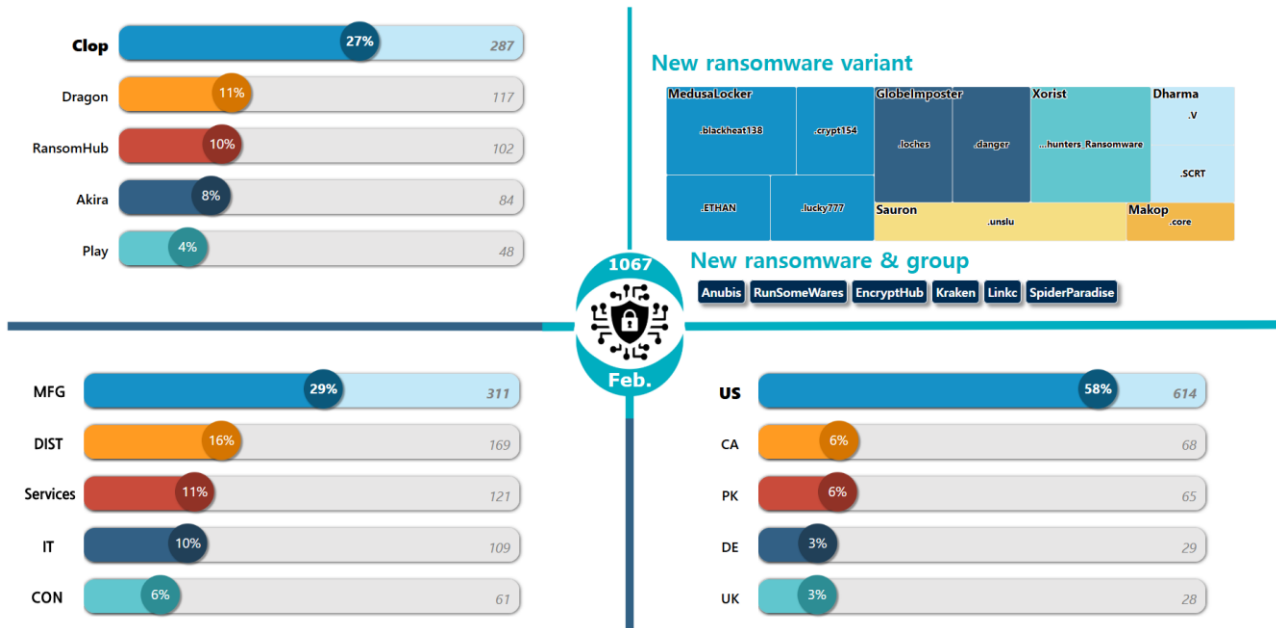 Clop 27% 287
Dragon 11% 117
RansomHub 10% 102
Akira 8% 84
Play 4% 48
New ransomware variant
MedusaLocker
.blackheat138
.crypt154
.ETHAN
.lucky777
GlobeImposter
.loches
.danger
Xorist
...hunters_Ransomware
Dharma
.V
.SCRT
Sauron
.unslu
Makop
.core
New ransomware & group
Anubis RunSomeWares EncryptHub Kraken Linkc SpiderParadise
1067
Feb.
MFG 29% 311
DIST 16% 169
Services 11% 121
IT 10% 109
CON 6% 61
US 58% 614
CA 6% 68
PK 6% 65
DE 3% 29
UK 3% 28